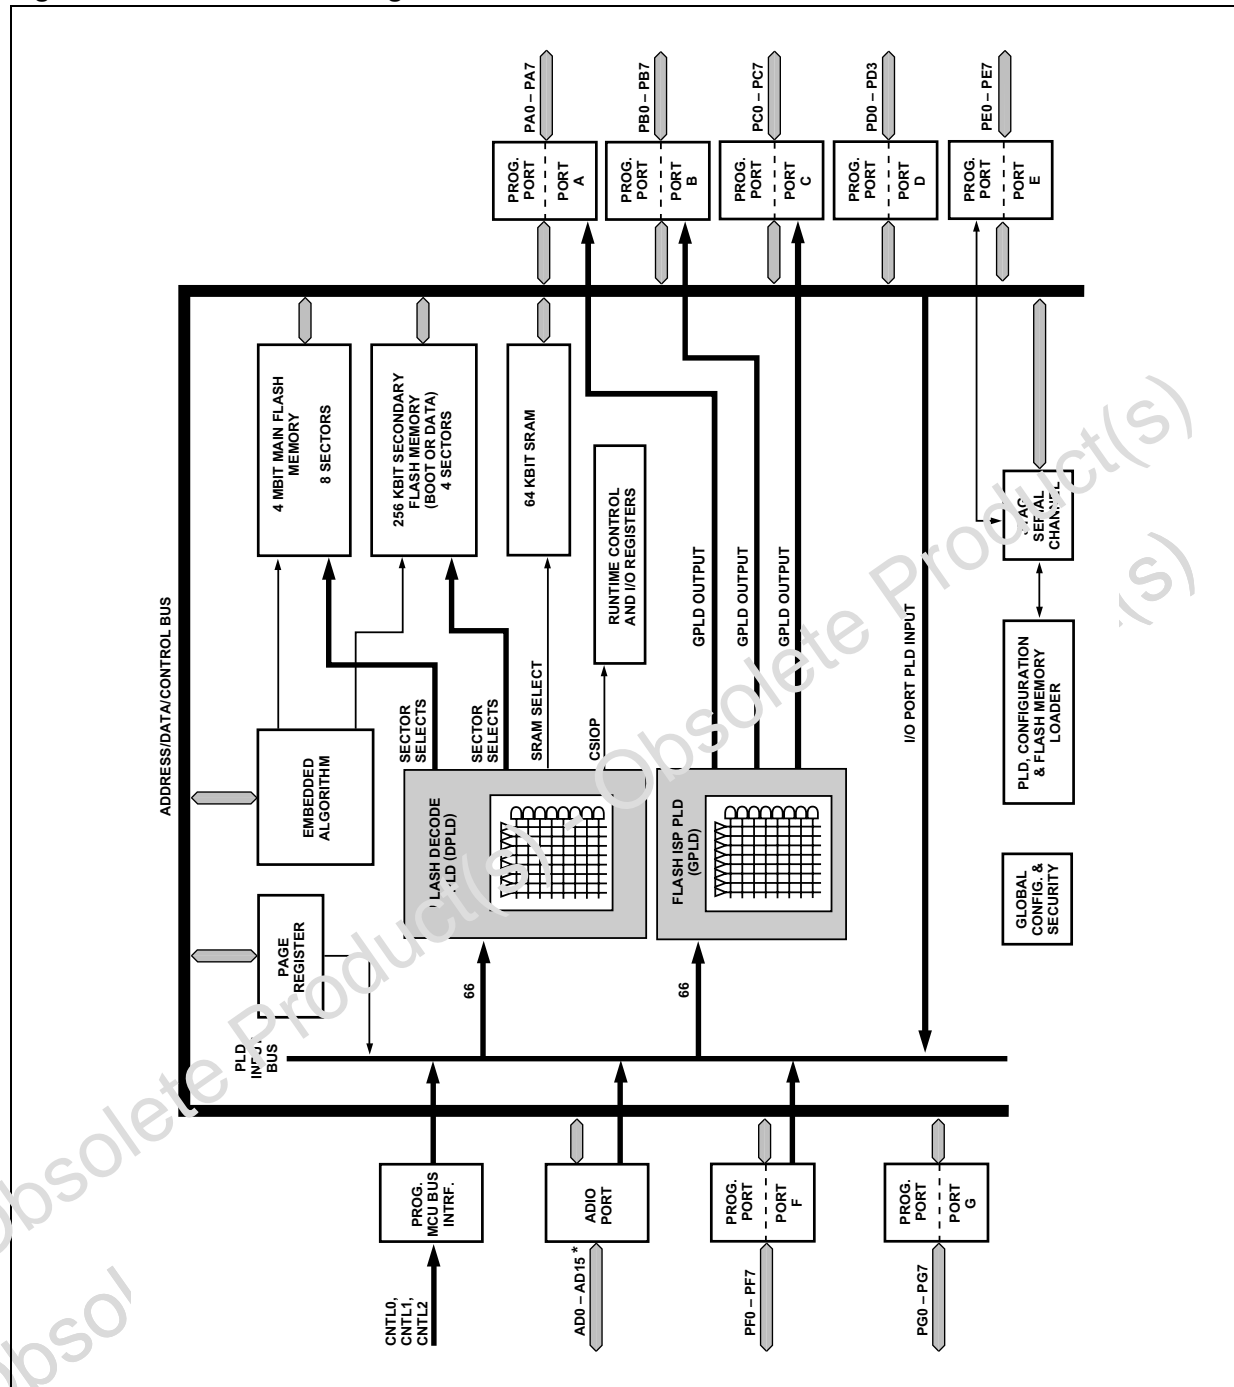 PA0 – PA7
PB0 – PB7
PC0 – PC7
PD0 – PD3
PE0 – PE7
PROG.
PORT
PORT
A
PROG.
PORT
PORT
B
PROG.
PORT
PORT
C
PROG.
PORT
PORT
D
PROG.
PORT
PORT
E
ADDRESS/DATA/CONTROL BUS
4 MBIT MAIN FLASH
MEMORY
8 SECTORS
256 KBIT SECONDARY
FLASH MEMORY
(BOOT OR DATA)
4 SECTORS
64 KBIT SRAM
RUNTIME CONTROL
AND I/O REGISTERS
SERIAL
CHANNEL
EMBEDDED
ALGORITHM
SECTOR
SELECTS
SECTOR
SELECTS
SRAM SELECT
CSIOP
GPLD OUTPUT
GPLD OUTPUT
GPLD OUTPUT
I/O PORT PLD INPUT
PLD, CONFIGURATION
& FLASH MEMORY
LOADER
PAGE
REGISTER
DECODE
(DPLD)
FLASH ISP PLD
(GPLD)
GLOBAL
CONFIG. &
SECURITY
66
66
PLD
BUS
PROG.
MCU BUS
INTRF.
ADIO
PORT
PROG.
PORT
PORT
F
PROG.
PORT
PORT
G
CNTL0,
CNTL1,
CNTL2
AD0 – AD15 *
PF0 – PF7
PG0 – PG7
Obsolete Product(s) - Obsolete Product(s)